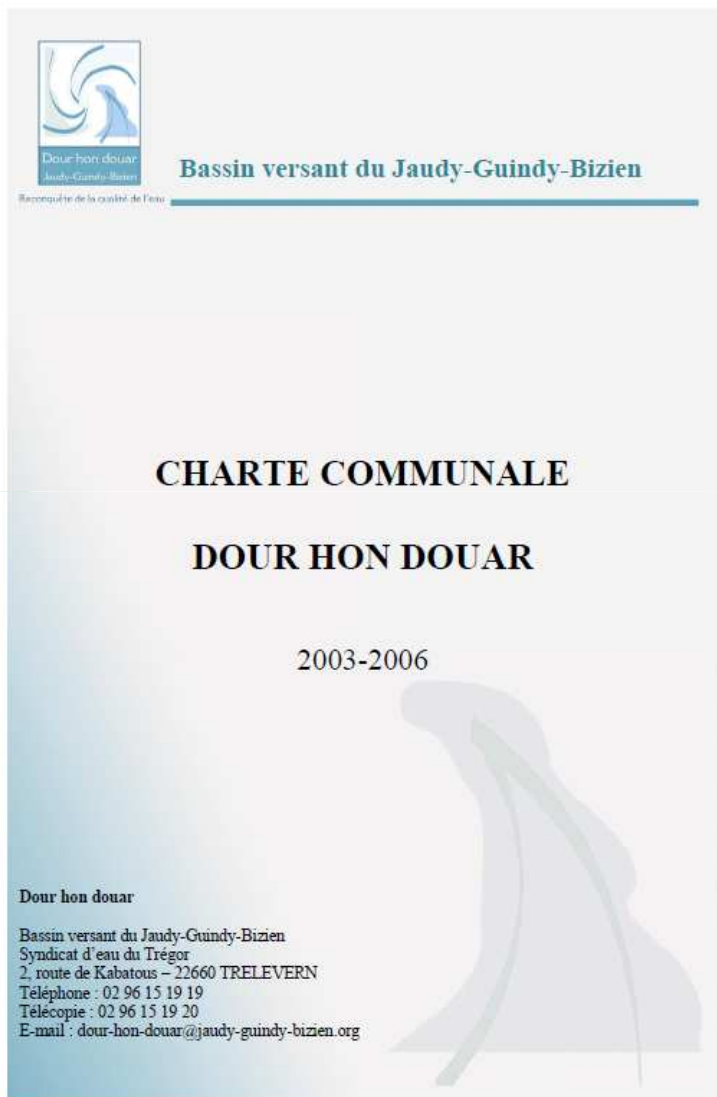 Dour hon douar
Jaudy-Guindy-Bizien
Reconquête de la qualité de l'eau
Bassin versant du Jaudy-Guindy-Bizien
CHARTE COMMUNALE
DOUR HON DOUAR
2003-2006
Dour hon douar
Bassin versant du Jaudy-Guindy-Bizien
Syndicat d'eau du Trégor
2, route de Kabatous – 22660 TRELEVERN
Téléphone : 02 96 15 19 19
Télécopie : 02 96 15 19 20
E-mail : dour-hon-douar@jaudy-guindy-bizien.org